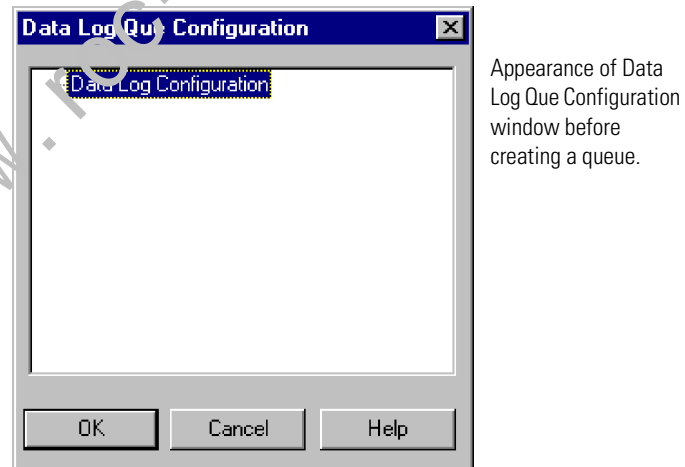 Data Log Que Configuration
Data Log Configuration
OK Cancel Help
Appearance of Data
Log Que Configuration
window before
creating a queue.
w.roc